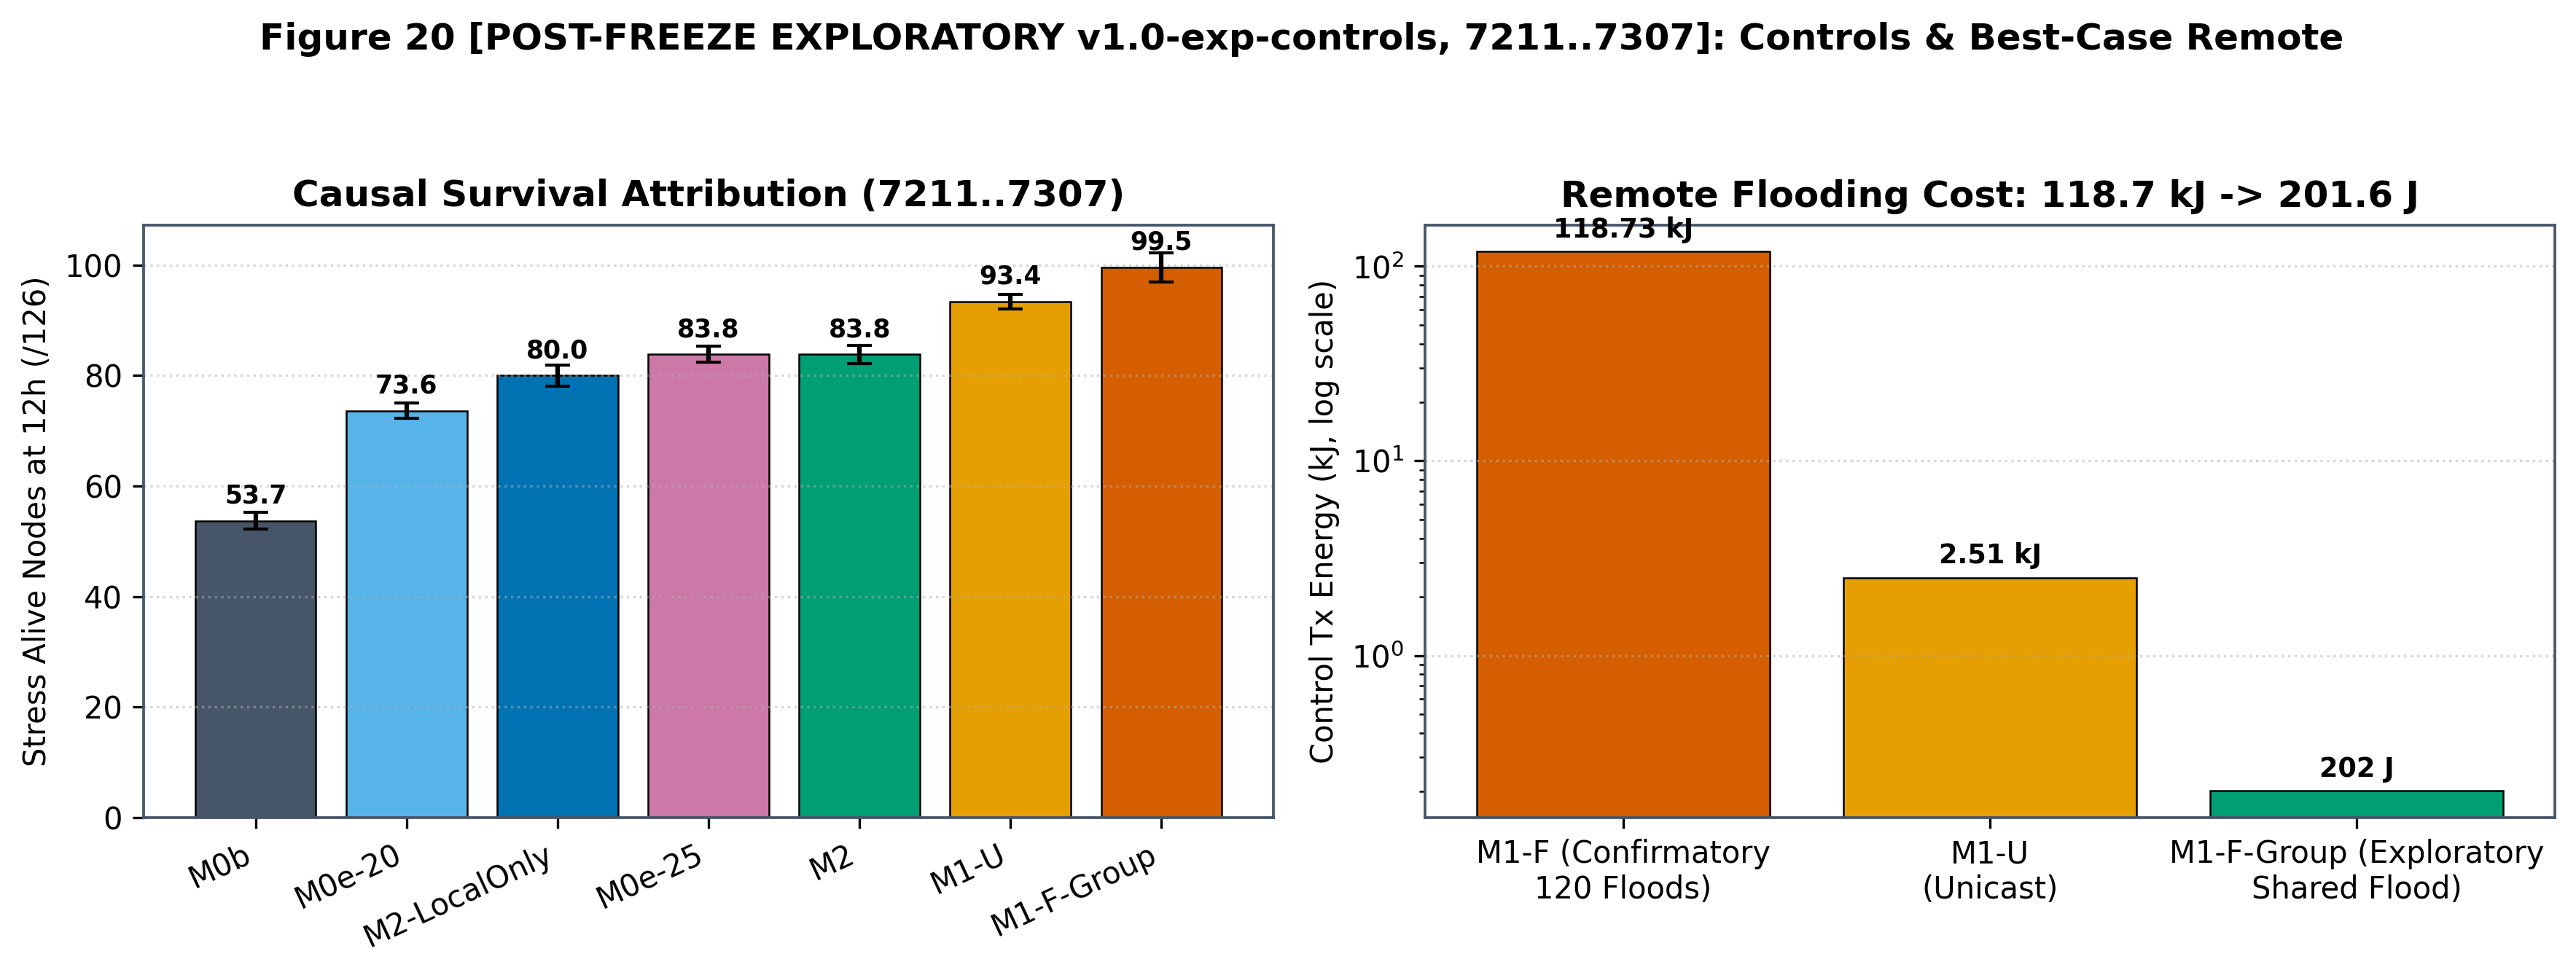 Figure 20 [POST-FREEZE EXPLORATORY v1.0-exp-controls, 7211..7307]: Controls & Best-Case Remote
Causal Survival Attribution (7211..7307)
Stress Alive Nodes at 12h (/126)
100
80
60
40
20
0
53.7
73.6
80.0
83.8
83.8
93.4
99.5
M0b
M0e-20
M2-LocalOnly
M0e-25
M2
M1-U
M1-F-Group
Remote Flooding Cost: 118.7 kJ -> 201.6 J
Control Tx Energy (kJ, log scale)
10²
10¹
10⁰
118.73 kJ
2.51 kJ
202 J
M1-F (Confirmatory
120 Floods)
M1-U
(Unicast)
M1-F-Group (Exploratory
Shared Flood)